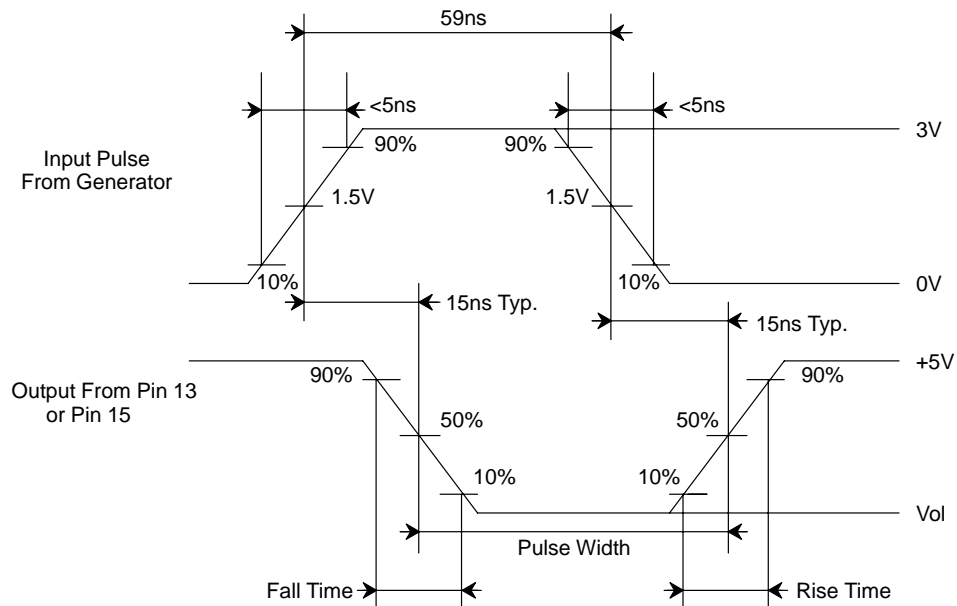 59ns
<5ns
<5ns
3V
90%
90%
Input Pulse
From Generator
1.5V
1.5V
10%
10%
0V
15ns Typ.
15ns Typ.
+5V
90%
90%
Output From Pin 13
or Pin 15
50%
50%
10%
10%
Vol
Pulse Width
Fall Time
Rise Time